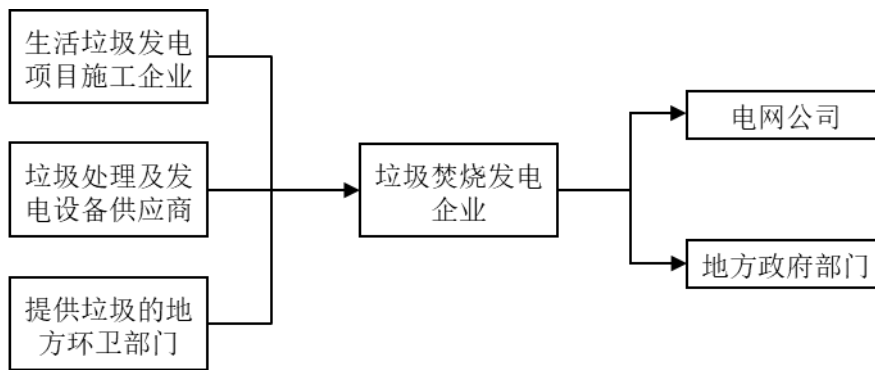 生活垃圾发电
项目施工企业
垃圾处理及发
电设备供应商
提供垃圾的地
方环卫部门
垃圾焚烧发电
企业
电网公司
地方政府部门